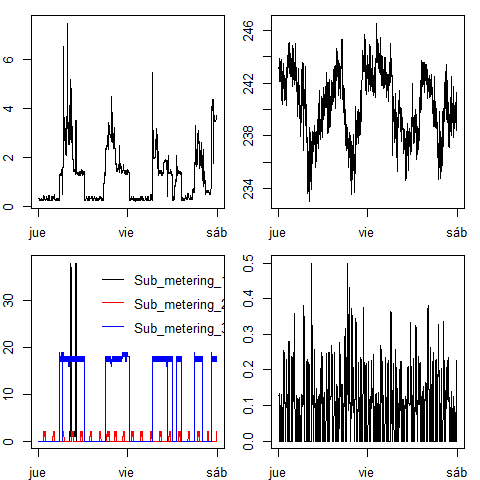 6
4
2
0
jue vie sáb
246
242
238
234
jue vie sáb
30
20
10
0
Sub_metering_1
Sub_metering_2
Sub_metering_3
jue vie sáb
0.5
0.4
0.3
0.2
0.1
0.0
jue vie sáb